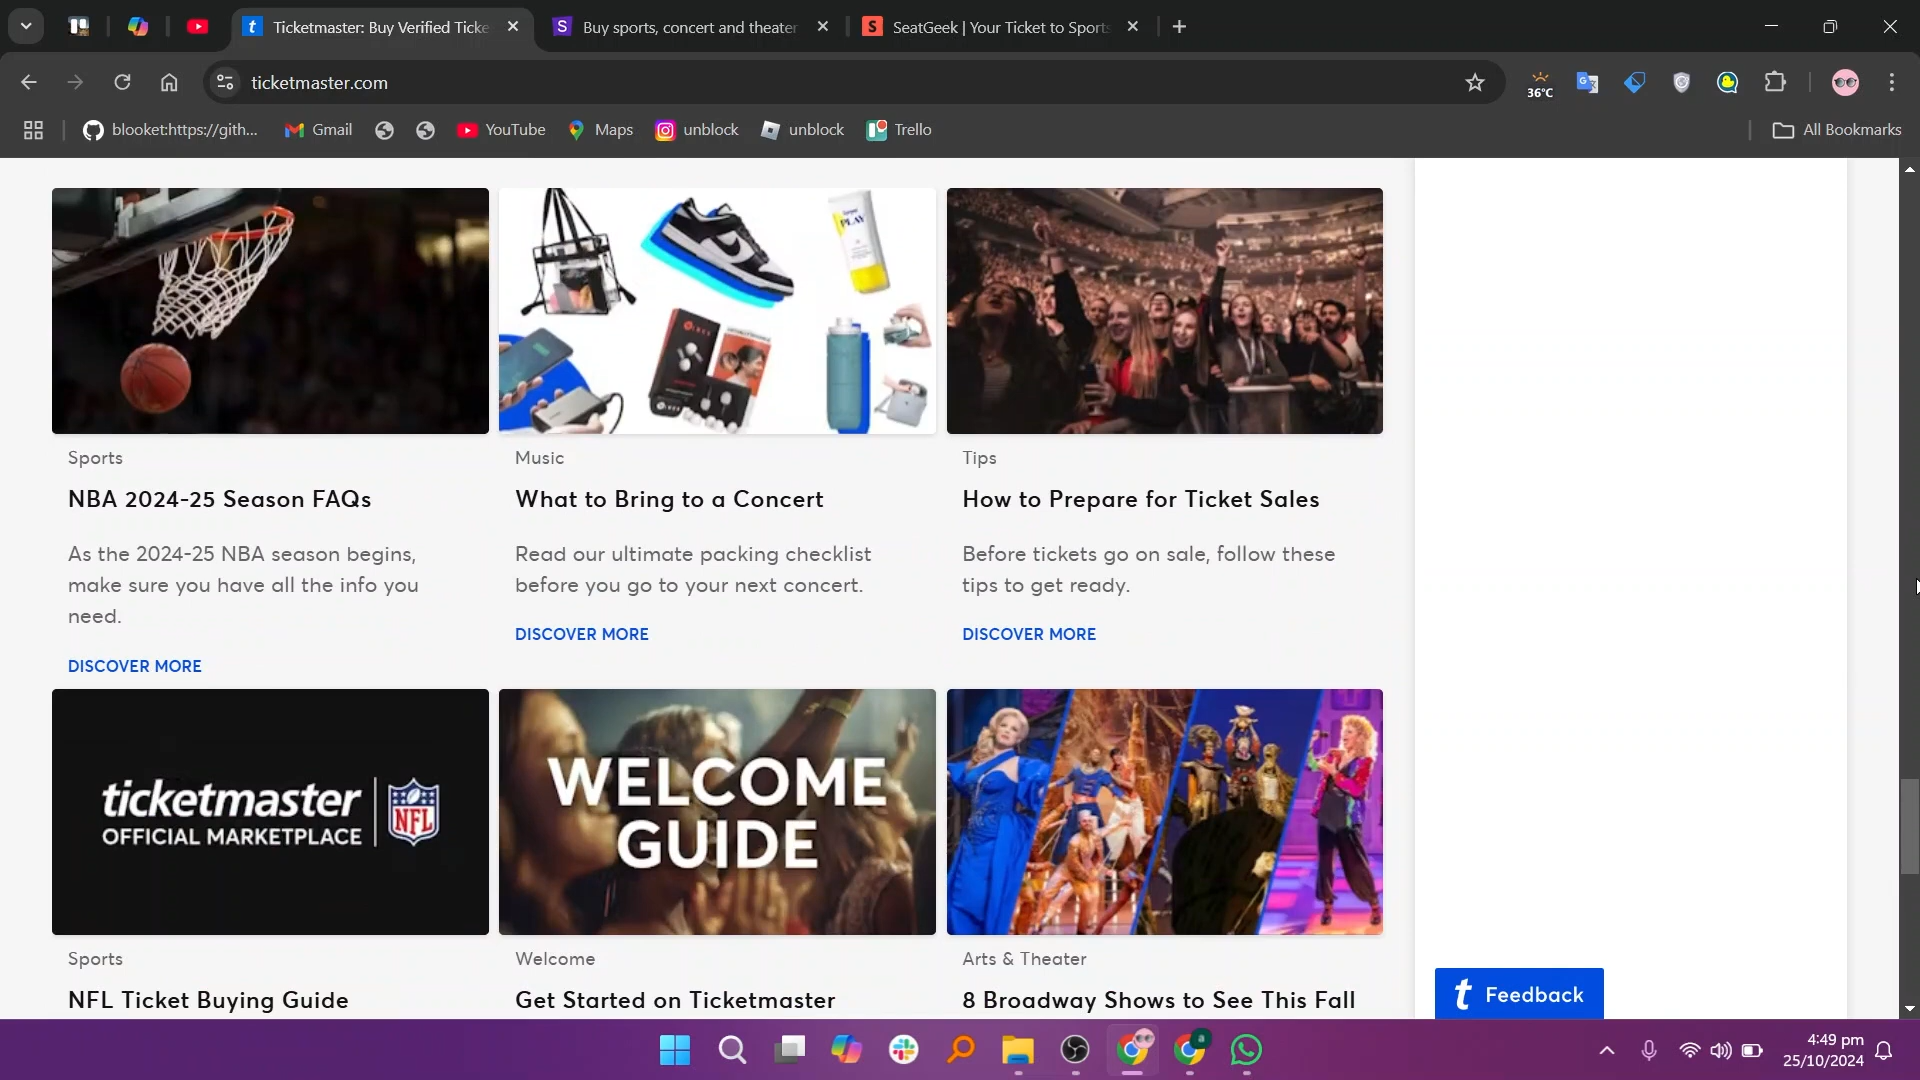 Ticketmaster: Buy Verified Ticke
Buy sports, concert and theater
S
SeatGeek | Your Ticket to Sports
ticketmaster.com
36°C
blooket:https://gith...
Gmail
YouTube
Maps
unblock
unblock
Trello
All Bookmarks
PLAY
Sports
NBA 2024-25 Season FAQs
As the 2024-25 NBA season begins,
make sure you have all the info you
need.
DISCOVER MORE
Music
What to Bring to a Concert
Read our ultimate packing checklist
before you go to your next concert.
DISCOVER MORE
Tips
How to Prepare for Ticket Sales
Before tickets go on sale, follow these
tips to get ready.
DISCOVER MORE
ticketmaster
OFFICIAL MARKETPLACE
NFL
WELCOME
GUIDE
Sports
NFL Ticket Buying Guide
Welcome
Get Started on Ticketmaster
Arts & Theater
8 Broadway Shows to See This Fall
t Feedback
4:49 pm
25/10/2024